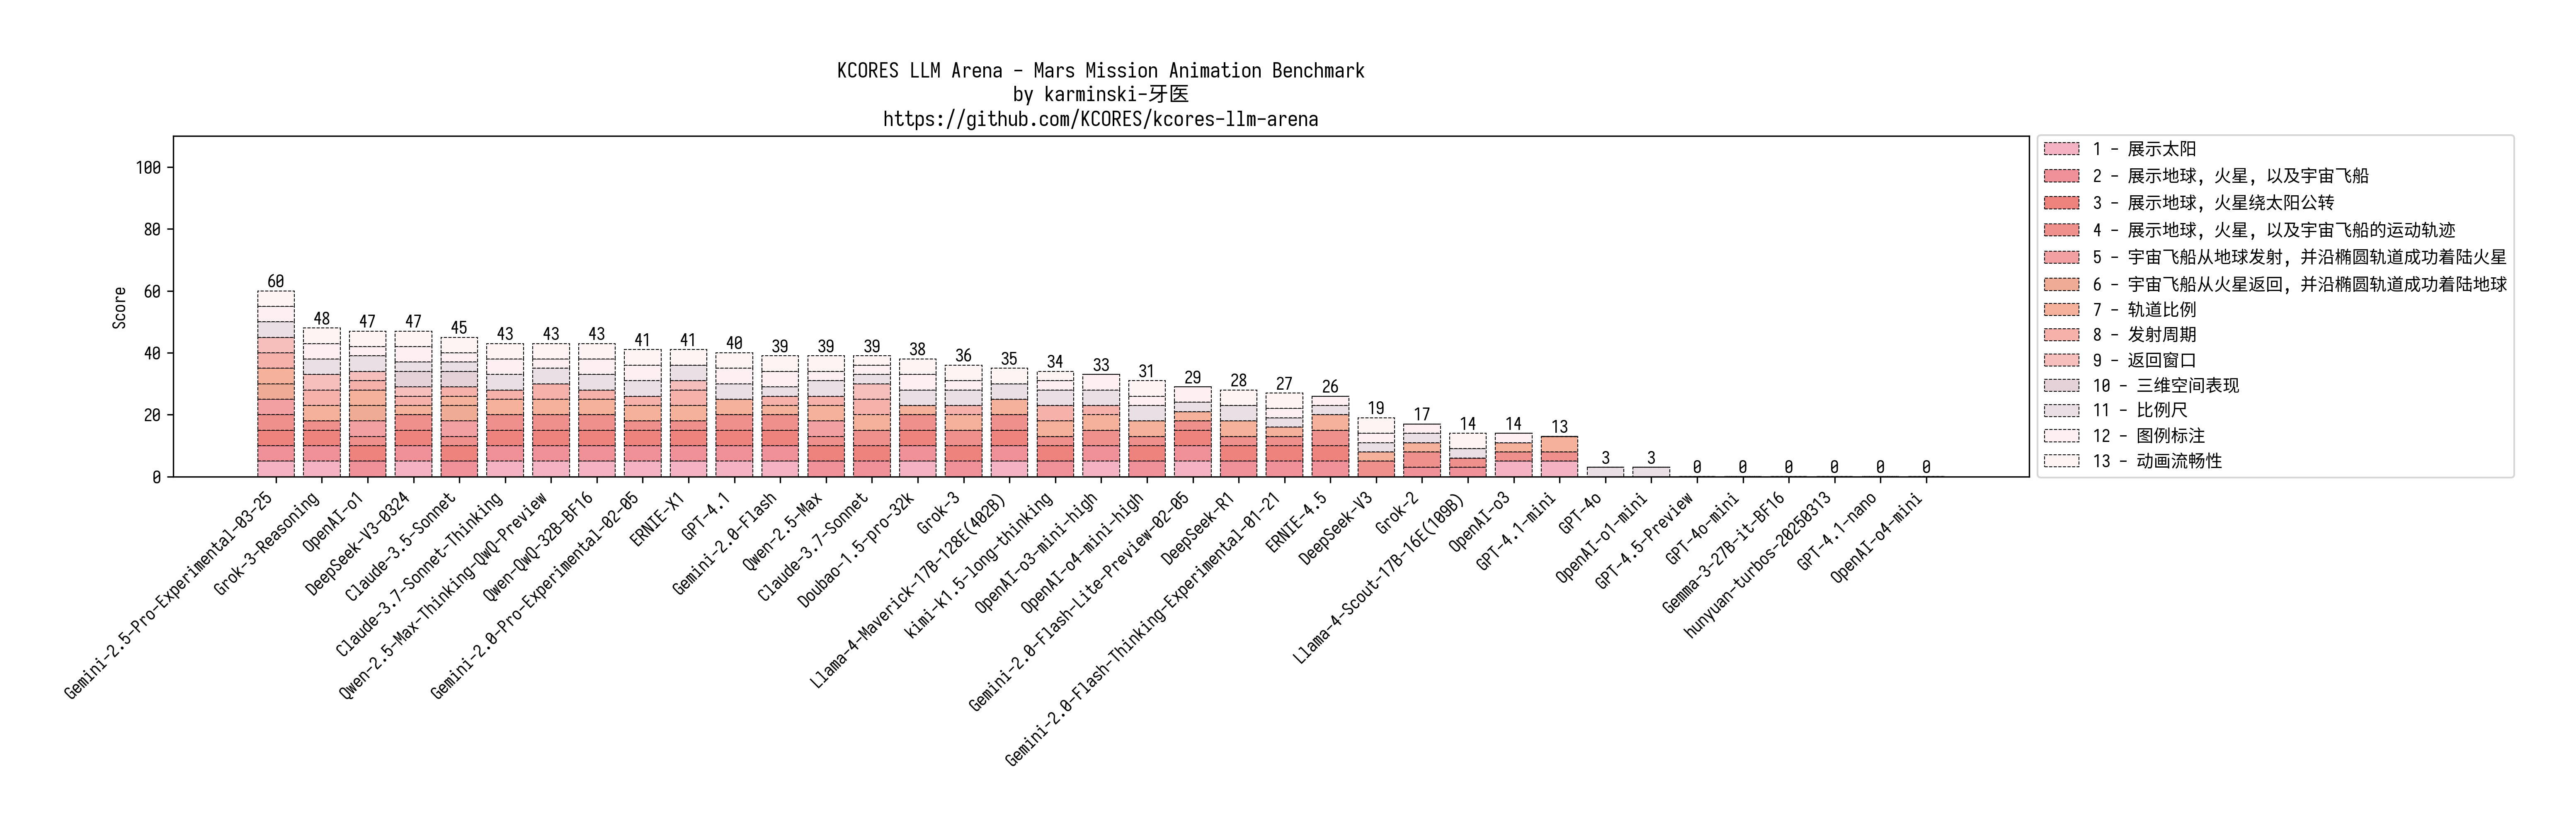 KCORES LLM Arena - Mars Mission Animation Benchmark
by karminski-牙医
https://github.com/KCORES/kcores-llm-arena
Score
100
80
60
40
20
0
60
48
47
47
45
43
43
43
41
41
40
39
39
39
38
36
35
34
33
31
29
28
27
26
19
17
14
14
13
3
3
0
0
0
0
0
0
Gemini-2.5-Pro-Experimental-03-25
Grok-3-Reasoning
OpenAI-o1
DeepSeek-V3-0324
Claude-3.5-Sonnet
Claude-3.7-Sonnet-Thinking
Qwen-2.5-Max-Thinking-QwQ-Preview
Qwen-QwQ-32B-BF16
Gemini-2.0-Pro-Experimental-02-05
ERNIE-X1
GPT-4.1
Gemini-2.0-Flash
Qwen-2.5-Max
Claude-3.7-Sonnet
Doubao-1.5-pro-32k
Grok-3
Llama-4-Maverick-17B-128E(402B)
kimi-k1.5-long-thinking
OpenAI-o3-mini-high
OpenAI-o4-mini-high
Gemini-2.0-Flash-Lite-Preview-02-05
DeepSeek-R1
Gemini-2.0-Flash-Thinking-Experimental-01-21
ERNIE-4.5
DeepSeek-V3
Grok-2
Llama-4-Scout-17B-16E(109B)
OpenAI-o3
GPT-4.1-mini
GPT-4o
OpenAI-o1-mini
GPT-4.5-Preview
GPT-4o-mini
Gemma-3-27B-it-BF16
hunyuan-turbos-20250313
GPT-4.1-nano
OpenAI-o4-mini
1 - 展示太阳
2 - 展示地球，火星，以及宇宙飞船
3 - 展示地球，火星绕太阳公转
4 - 展示地球，火星，以及宇宙飞船的运动轨迹
5 - 宇宙飞船从地球发射，并沿椭圆轨道成功着陆火星
6 - 宇宙飞船从火星返回，并沿椭圆轨道成功着陆地球
7 - 轨道比例
8 - 发射周期
9 - 返回窗口
10 - 三维空间表现
11 - 比例尺
12 - 图例标注
13 - 动画流畅性